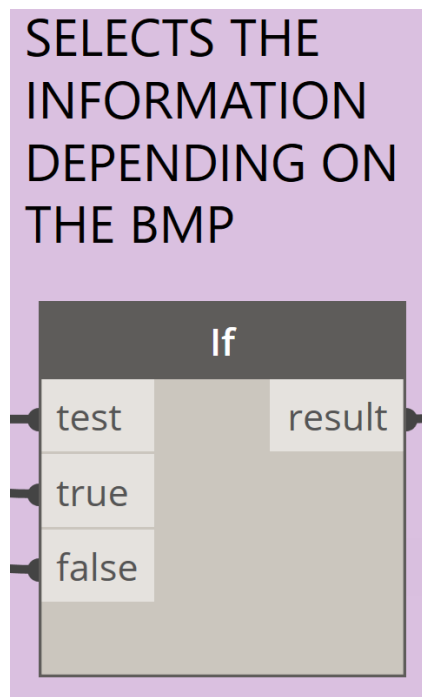 SELECTS THE
INFORMATION
DEPENDING ON
THE BMP
If
test
result
true
false